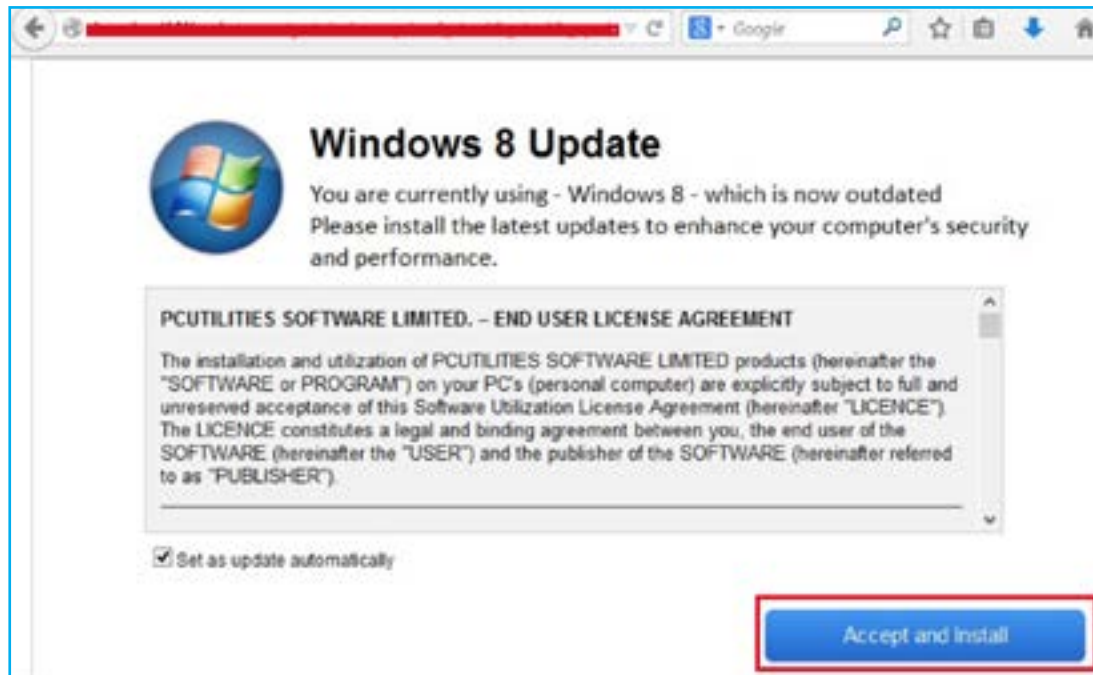 Google
Windows 8 Update
You are currently using - Windows 8 - which is now outdated
Please install the latest updates to enhance your computer's security
and performance.
PCUTILITIES SOFTWARE LIMITED. – END USER LICENSE AGREEMENT
The installation and utilization of PCUTILITIES SOFTWARE LIMITED products (hereinafter the
"SOFTWARE or PROGRAM") on your PC's (personal computer) are explicitly subject to full and
unreserved acceptance of this Software Utilization License Agreement (hereinafter "LICENCE").
The LICENCE constitutes a legal and binding agreement between you, the end user of the
SOFTWARE (hereinafter the "USER") and the publisher of the SOFTWARE (hereinafter referred
to as "PUBLISHER").
Set as update automatically
Accept and Install